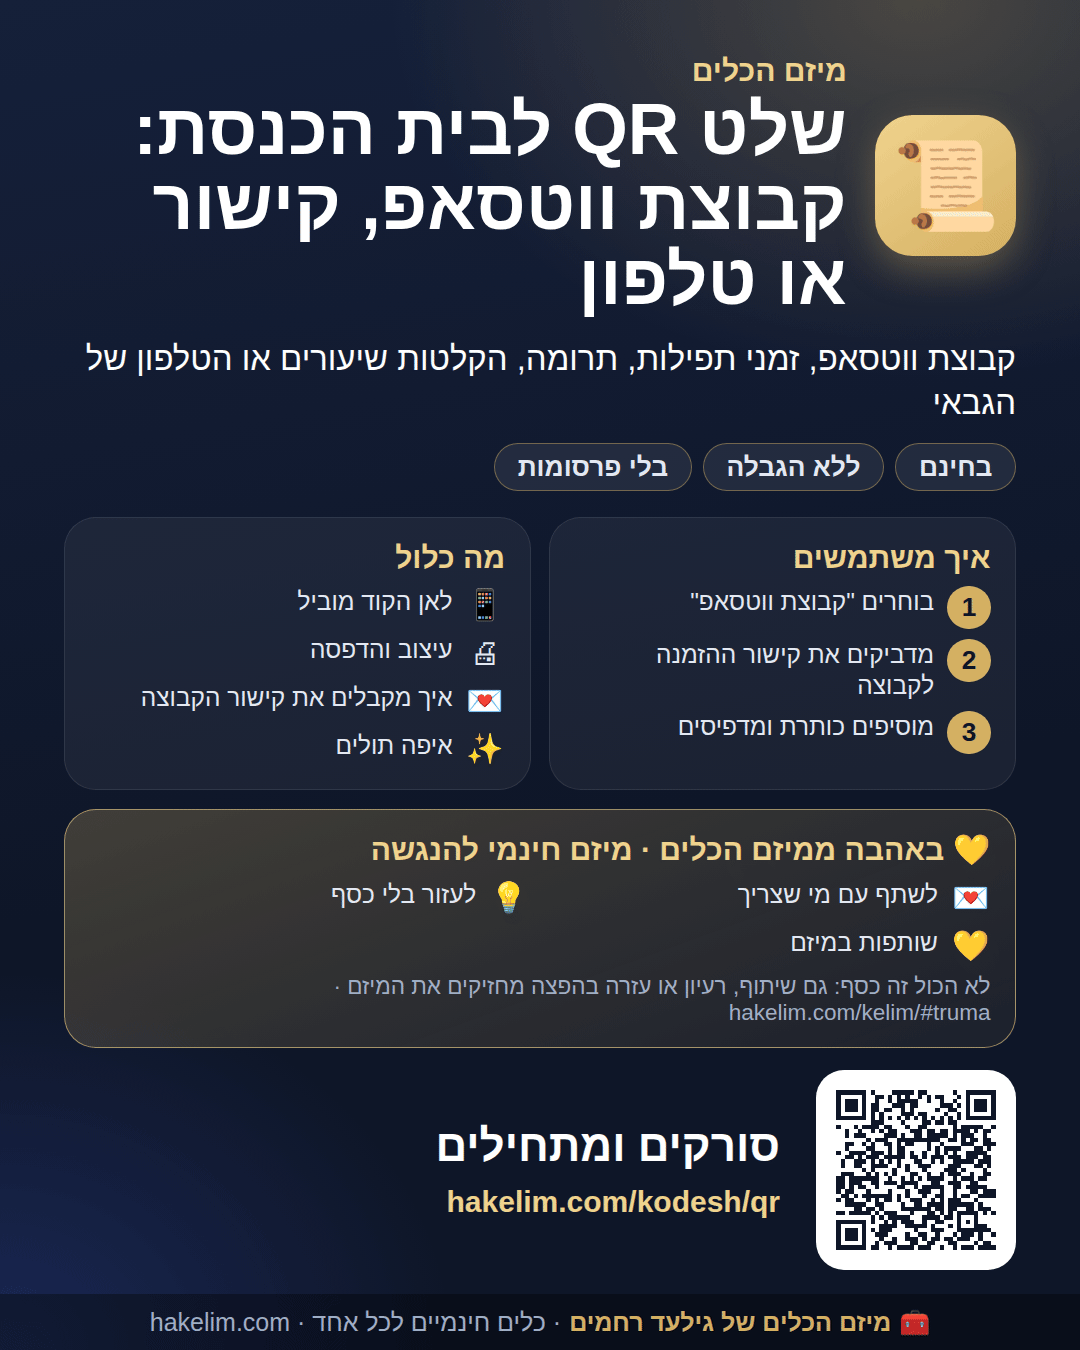 מיזם הכלים
שלט QR לבית הכנסת:
קבוצת ווטסאפ, קישור
או טלפון
קבוצת ווטסאפ, זמני תפילות, תרומה, הקלטות שיעורים או הטלפון של
הגבאי
בחינם
ללא הגבלה
בלי פרסומות
איך משתמשים
1 בוחרים "קבוצת ווטסאפ"
2 מדביקים את קישור ההזמנה
לקבוצה
3 מוסיפים כותרת ומדפיסים
מה כלול
לאן הקוד מוביל
עיצוב והדפסה
איך מקבלים את קישור הקבוצה
איפה תולים
באהבה ממיזם הכלים · מיזם חינמי להנגשה
לשתף עם מי שצריך
לעזור בלי כסף
שותפות במיזם
לא הכול זה כסף: גם שיתוף, רעיון או עזרה בהפצה מחזיקים את המיזם ·
hakelim.com/kelim/#truma
סורקים ומתחילים
hakelim.com/kodesh/qr
מיזם הכלים של גילעד רחמים · כלים חינמיים לכל אחד · hakelim.com